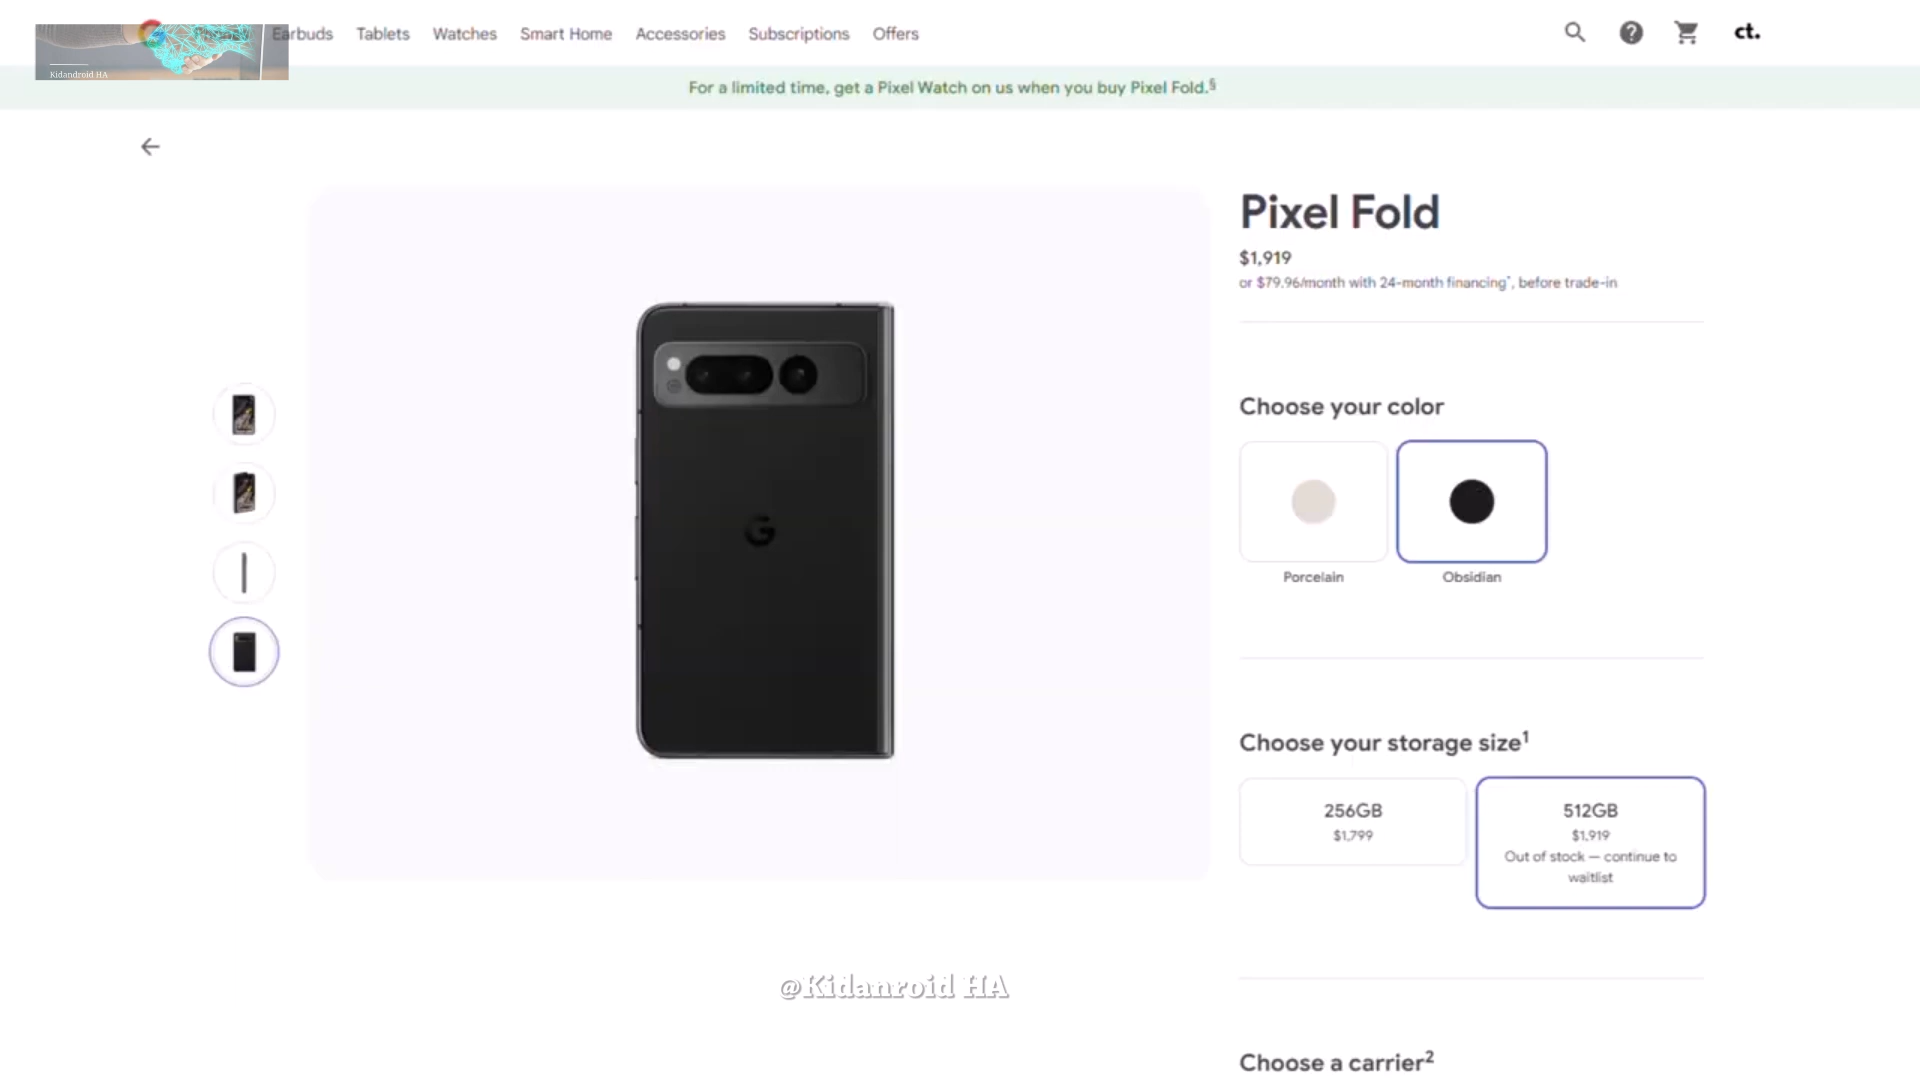 Kidandroid HA
Earbuds Tablets Watches Smart Home Accessories Subscriptions Offers
ct.
For a limited time, get a Pixel Watch on us when you buy Pixel Fold.§
Pixel Fold
$1,919
or $79.96/month with 24-month financing*, before trade-in
Choose your color
Porcelain Obsidian
Choose your storage size1
256GB
$1,799
512GB
$1,919
Out of stock — continue to
waitlist
@Kidanroid HA
Choose a carrier2